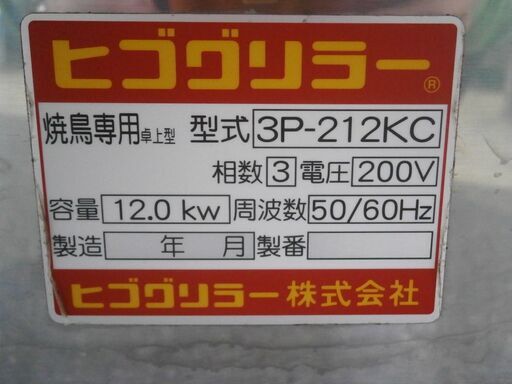 ヒゴグリラー®
焼鳥専用卓上型 型式 3P-212KC
相数 3 電圧 200V
容量 12.0 kw 周波数 50/60Hz
製造 年 月 製番
ヒゴグリラー株式会社